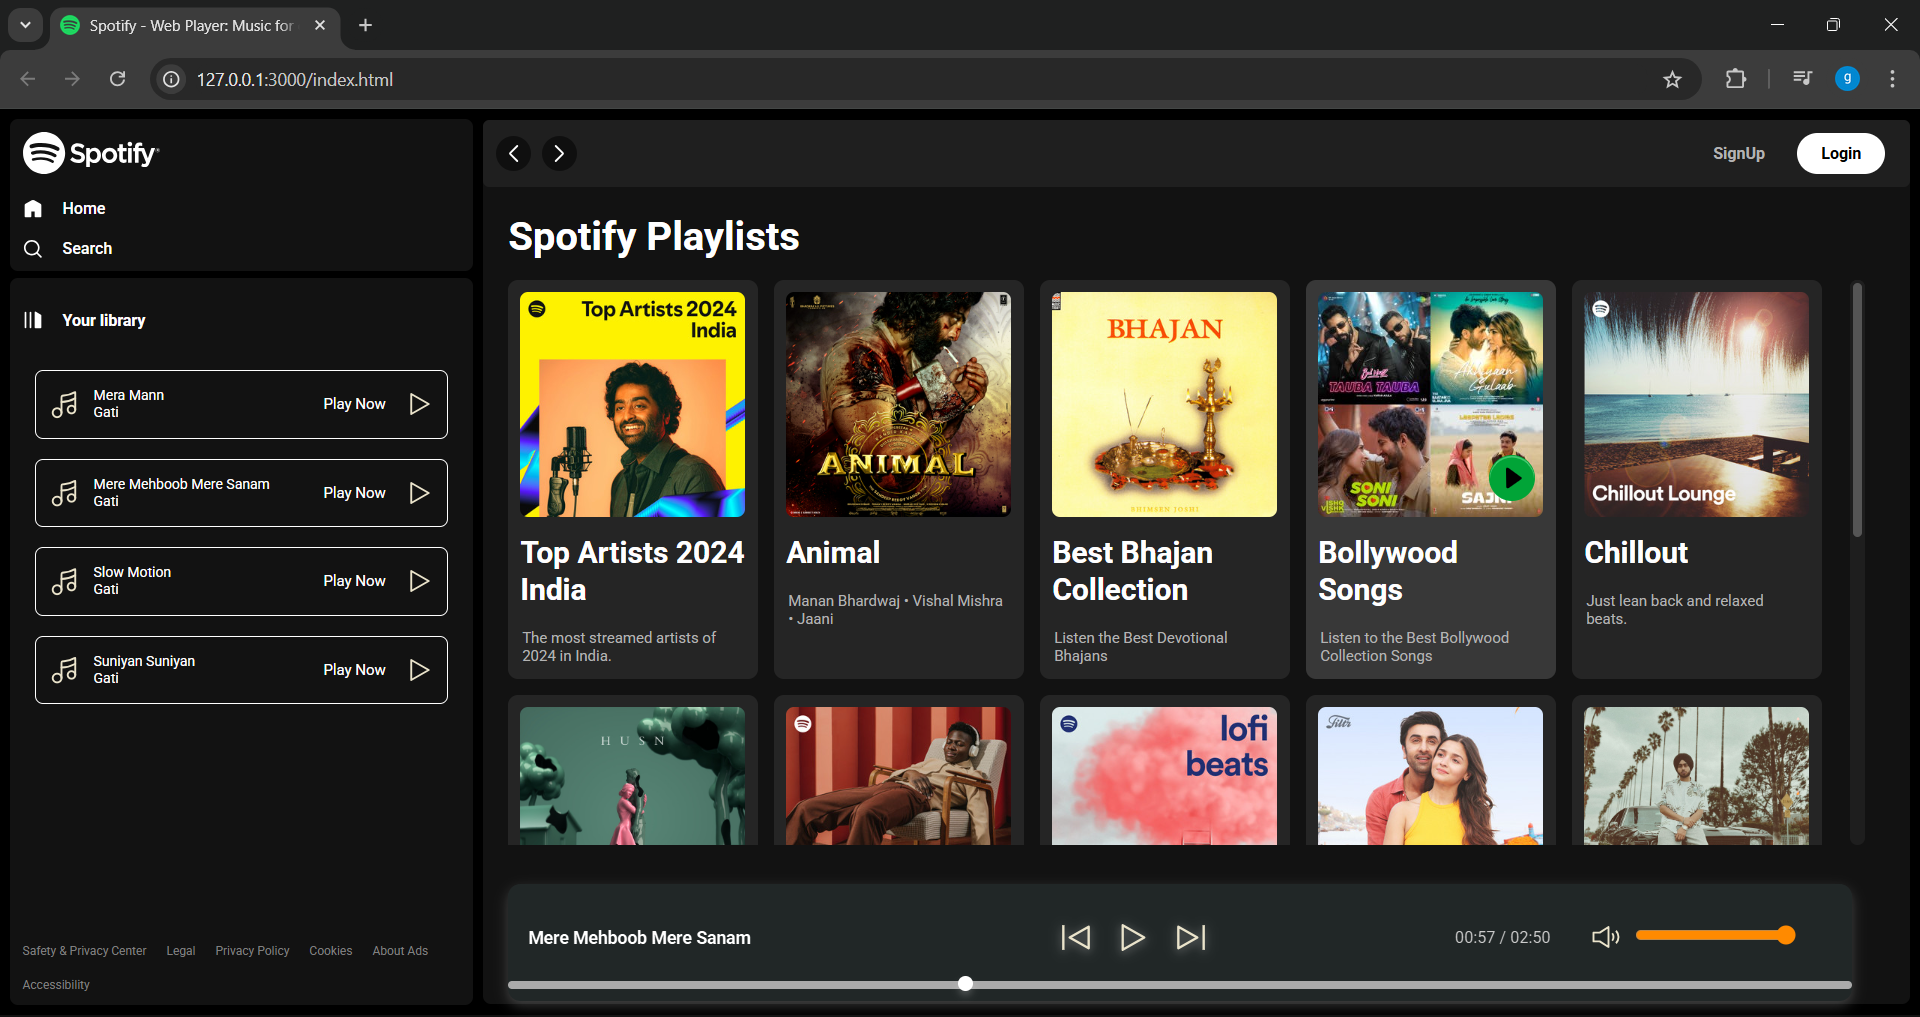 Spotify - Web Player: Music for
127.0.0.1:3000/index.html
g
Spotify
Home
Search
Your library
Mera Mann
Gati
Play Now
Mere Mehboob Mere Sanam
Gati
Play Now
Slow Motion
Gati
Play Now
Suniyan Suniyan
Gati
Play Now
Safety & Privacy Center Legal Privacy Policy Cookies About Ads
Accessibility
SignUp
Login
Spotify Playlists
Top Artists 2024
India
Top Artists 2024
India
The most streamed artists of
2024 in India.
ANIMAL
Animal
Manan Bhardwaj • Vishal Mishra
• Jaani
BHAJAN
BHIMSEN JOSHI
Best Bhajan
Collection
Listen the Best Devotional
Bhajans
TAUBA TAUBA
Gulaab
SONI
SONI
Bollywood
Songs
Listen to the Best Bollywood
Collection Songs
Chillout Lounge
Chillout
Just lean back and relaxed
beats.
HUSN
lofi
beats
Filtr
Mere Mehboob Mere Sanam
00:57 / 02:50